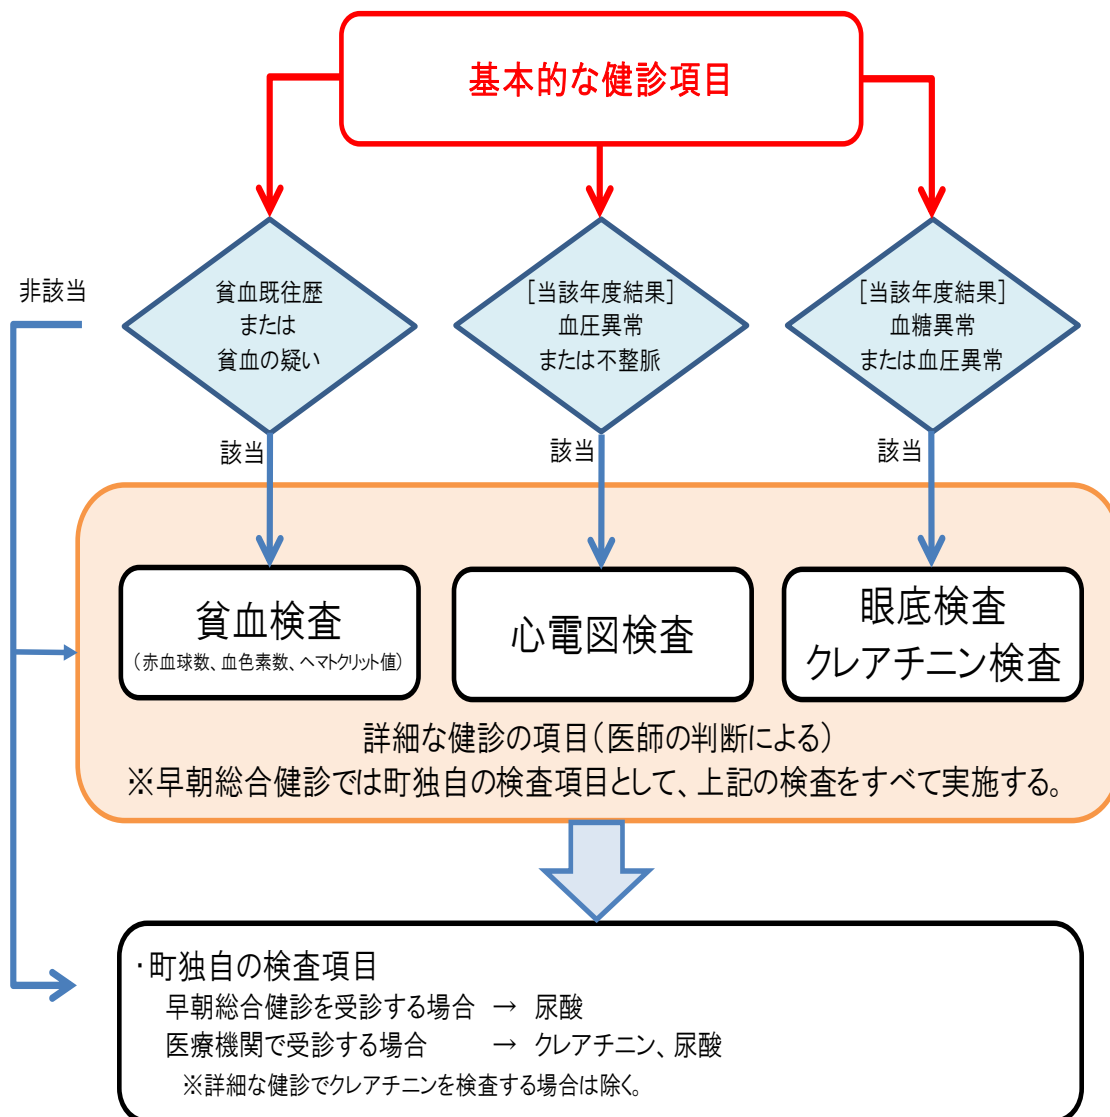 基本的な健診項目
非該当
貧血既往歴
または
貧血の疑い
[当該年度結果]
血圧異常
または不整脈
[当該年度結果]
血糖異常
または血圧異常
該当
該当
該当
貧血検査
(赤血球数、血色素数、ヘマトクリット値)
心電図検査
眼底検査
クレアチニン検査
詳細な健診の項目(医師の判断による)
※早朝総合健診では町独自の検査項目として、上記の検査をすべて実施する。
・町独自の検査項目
早朝総合健診を受診する場合 → 尿酸
医療機関で受診する場合 → クレアチニン、尿酸
※詳細な健診でクレアチニンを検査する場合は除く。